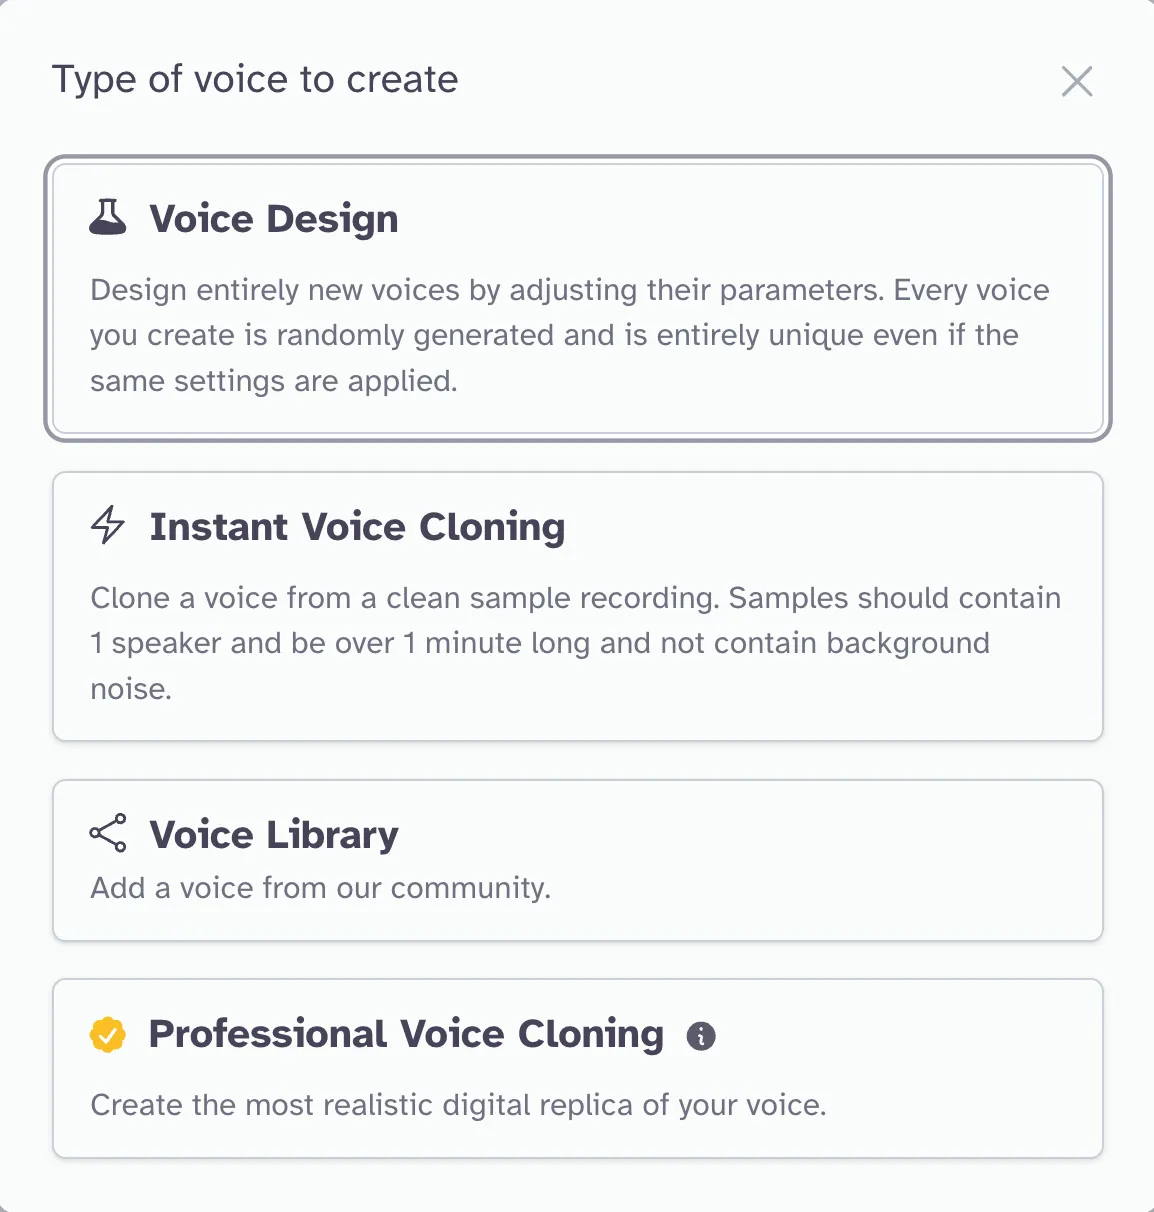 Type of voice to create
Voice Design
Design entirely new voices by adjusting their parameters. Every voice
you create is randomly generated and is entirely unique even if the
same settings are applied.
Instant Voice Cloning
Clone a voice from a clean sample recording. Samples should contain
1 speaker and be over 1 minute long and not contain background
noise.
Voice Library
Add a voice from our community.
Professional Voice Cloning
Create the most realistic digital replica of your voice.